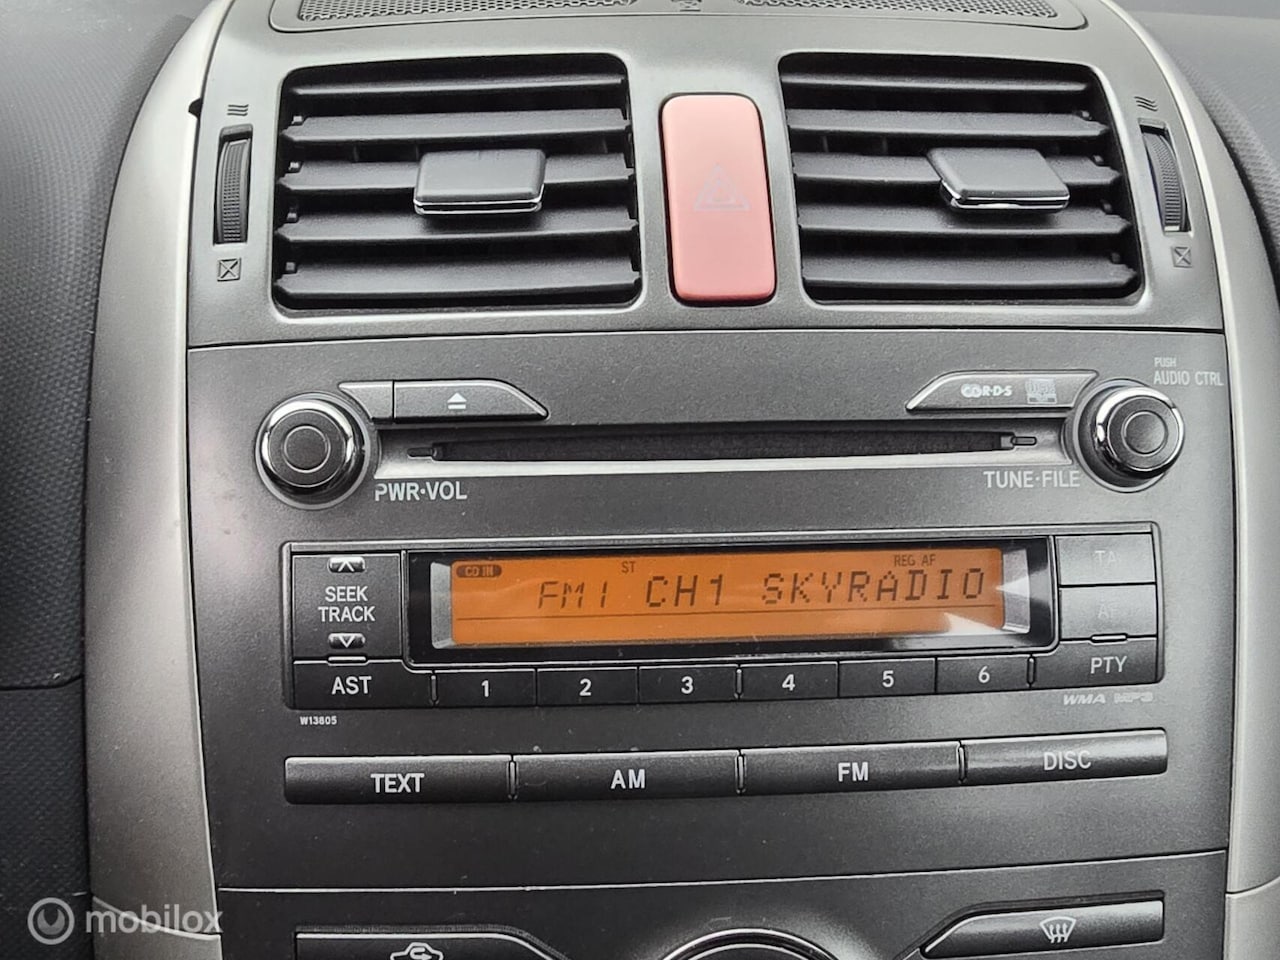 PUSH
AUDIO CTRL
CD R·D·S
PWR·VOL
TUNE·FILE
SEEK
TRACK
CD IN
ST
REG AF
FM1 CH1 SKYRADIO
TA
AF
AST
1
2
3
4
5
6
PTY
WMA MP3
W13805
TEXT
AM
FM
DISC
mobilox